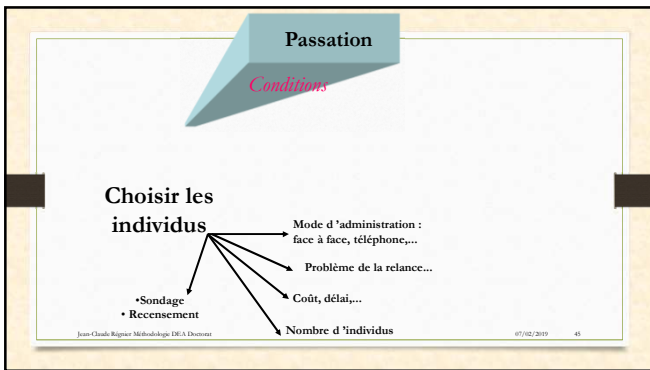 Passation
Conditions
Choisir les
individus
Mode d ’administration :
face à face, téléphone,...
Problème de la relance...
•Sondage
• Recensement
Coût, délai,...
Nombre d ’individus
Jean-Claude Régnier Méthodologie DEA Doctorat
07/02/2019
45